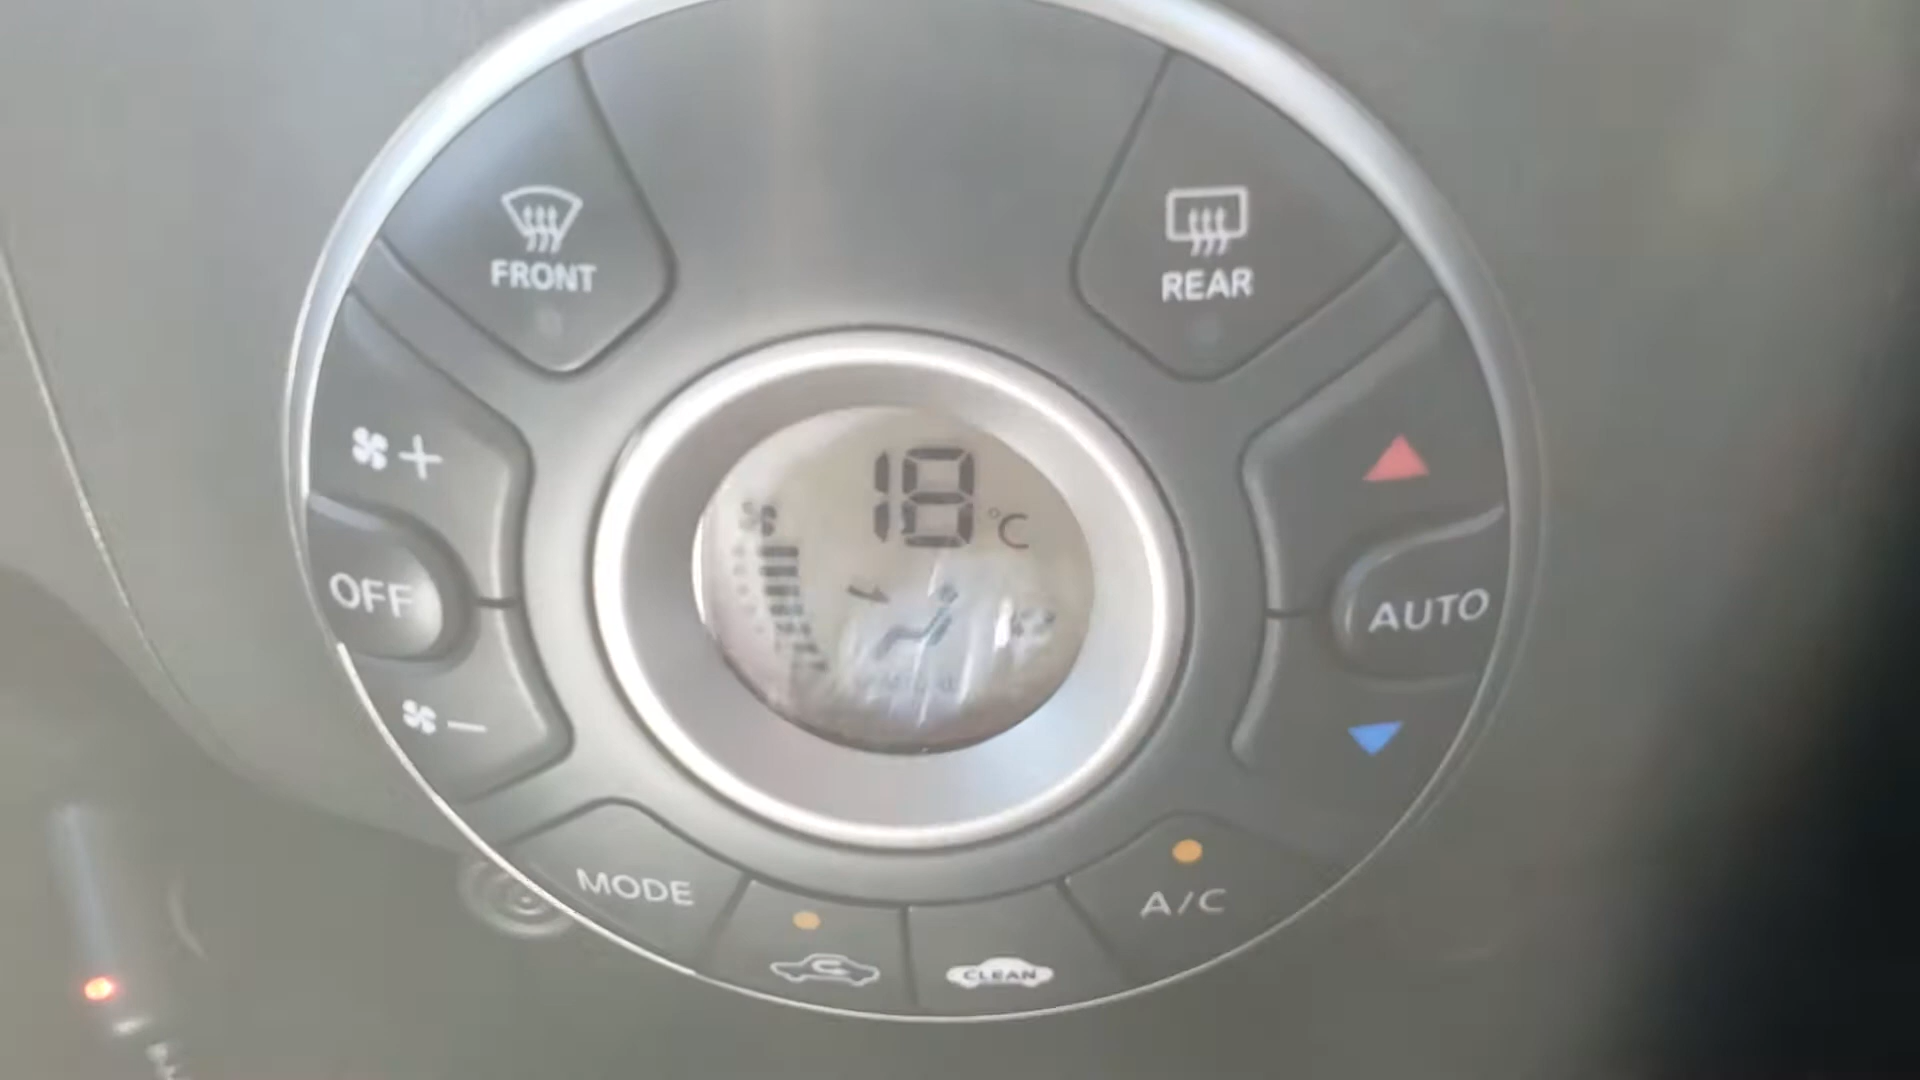 FRONT
REAR
18 °C
OFF
AUTO
MODE
A/C
CLEAN